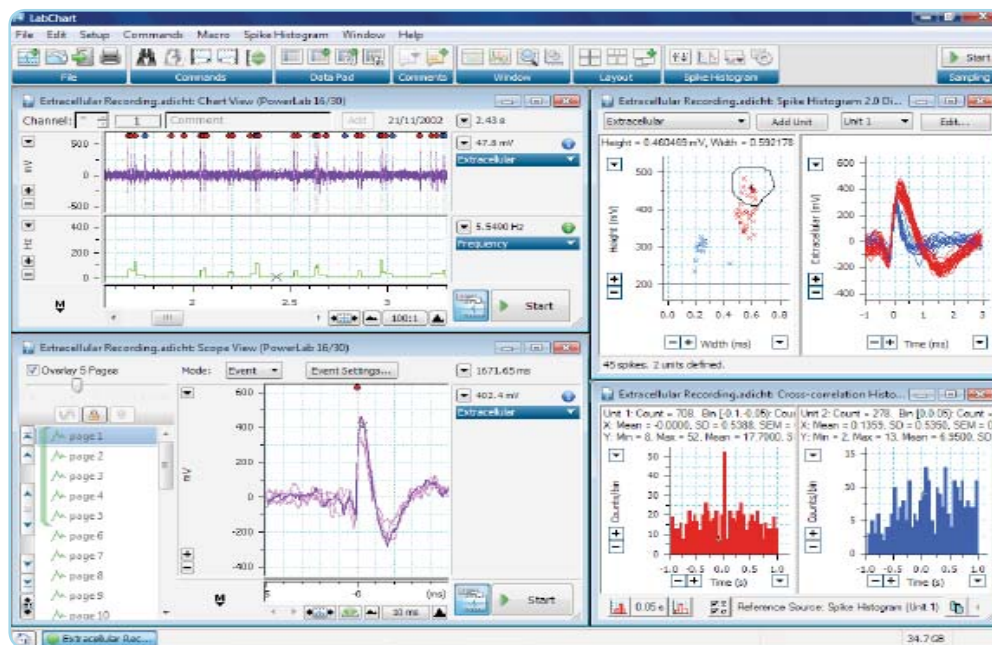 LabChart
File Edit Setup Commands Macro Spike Histogram Window Help
Start
File Commands Data Pad Comments Window Layout Spike Histogram Sampling
Extracellular Recording.adicht: Chart View (PowerLab 16/30)
Channel: 1 Comment Add 21/11/2002 2.43 s
500
0
-500
mV
47.8 mV
Extracellular
400
200
0
Hz
5.5490 Hz
Frequency
2 2.5 3
M
100:1
Start
Extracellular Recording.adicht: Scope View (PowerLab 16/30)
Overlay 5 Pages
Mode: Event Event Settings...
1671.65 ms
402.4 mV
Extracellular
page 1
page 2
page 3
page 4
page 6
page 7
page 8
page 9
page 10
600
400
200
0
-200
-400
mV
5 -0 (ms)
M
10 ms
Start
Extracellular Recording.adicht: Spike Histogram 2.0 Di...
Extracellular Add Unit Unit 1 Edit...
Height = 0.460469 mV, Width = 0.592178
500
400
300
200
Height (mV)
0.0 0.2 0.4 0.6 0.8
Width (ms)
600
400
200
0
-200
-400
Extracellular (mV)
-1 0 1 2 3
Time (ms)
45 spikes. 2 units defined.
Extracellular Recording.adicht: Cross-correlation Histo...
Unit 1: Count = 708, Bin [-0.1,-0.05): Cou
X: Mean = -0.0000, SD = 0.5388, SEM =
Y: Min = 8, Max = 52, Mean = 17.7000, S
50
40
30
20
10
0
Counts/bin
-1.0 -0.5 0.0 0.5 1.0
Time (s)
Unit 2: Count = 278, Bin [0,0.05): Count
X: Mean = 0.1359, SD = 0.5350, SEM = 0
Y: Min = 2, Max = 13, Mean = 6.9500, S
15
10
5
0
Counts/bin
-1.0 -0.5 0.0 0.5 1.0
Time (s)
0.05 s Reference Source: Spike Histogram (Unit 1)
Extracellular Rec...
34.7GB